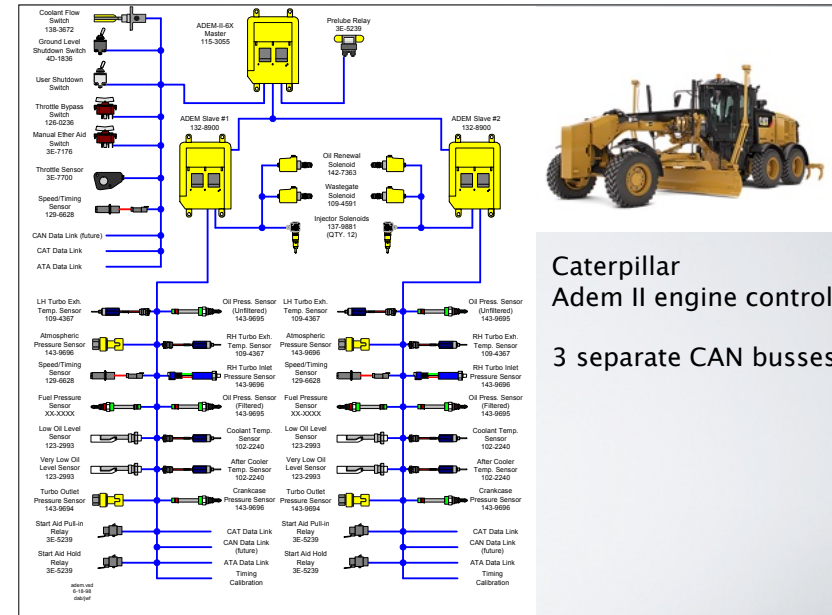 Coolant Flow
Switch
138-3672
Ground Level
Shutdown Switch
4D-1836
User Shutdown
Switch
Throttle Bypass
Switch
126-0236
Manual Ether Aid
Switch
3E-7176
Throttle Sensor
3E-7700
Speed/Timing
Sensor
129-6628
CAN Data Link (future)
CAT Data Link
ATA Data Link
ADEM-II-6X
Master
115-3055
Prelube Relay
3E-5239
ADEM Slave #1
132-8900
ADEM Slave #2
132-8900
Oil Renewal
Solenoid
142-7363
Wastegate
Solenoid
109-4591
Injector Solenoids
137-9881
(QTY. 12)
LH Turbo Exh.
Temp. Sensor
109-4367
Atmospheric
Pressure Sensor
143-9696
Speed/Timing
Sensor
129-6628
Fuel Pressure
Sensor
XX-XXXX
Low Oil Level
Sensor
123-2993
Very Low Oil
Level Sensor
123-2993
Turbo Outlet
Pressure Sensor
143-9694
Start Aid Pull-in
Relay
3E-5239
Start Aid Hold
Relay
3E-5239
Oil Press. Sensor
(Unfiltered)
143-9695
RH Turbo Exh.
Temp. Sensor
109-4367
RH Turbo Inlet
Pressure Sensor
143-9696
Oil Press. Sensor
(Filtered)
143-9695
Coolant Temp.
Sensor
102-2240
After Cooler
Temp. Sensor
102-2240
Crankcase
Pressure Sensor
143-9696
CAT Data Link
CAN Data Link
(future)
ATA Data Link
Timing
Calibration
LH Turbo Exh.
Temp. Sensor
109-4367
Atmospheric
Pressure Sensor
143-9696
Speed/Timing
Sensor
129-6628
Fuel Pressure
Sensor
XX-XXXX
Low Oil Level
Sensor
123-2993
Very Low Oil
Level Sensor
123-2993
Turbo Outlet
Pressure Sensor
143-9694
Start Aid Pull-in
Relay
3E-5239
Start Aid Hold
Relay
3E-5239
Oil Press. Sensor
(Unfiltered)
143-9695
RH Turbo Exh.
Temp. Sensor
109-4367
RH Turbo Inlet
Pressure Sensor
143-9696
Oil Press. Sensor
(Filtered)
143-9695
Coolant Temp.
Sensor
102-2240
After Cooler
Temp. Sensor
102-2240
Crankcase
Pressure Sensor
143-9696
CAT Data Link
CAN Data Link
(future)
ATA Data Link
Timing
Calibration
adem.vsd
6-18-98
dab/jwf
CAT
Caterpillar
Adem II engine control
3 separate CAN busses